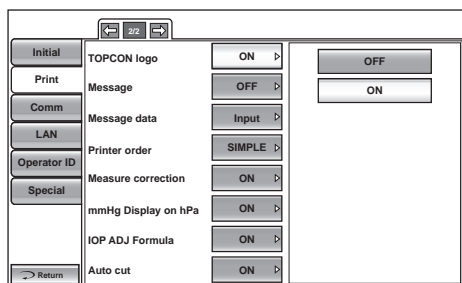 2/2
Initial
Print
Comm
LAN
Operator ID
Special
Return
TOPCON logo ON
Message OFF
Message data Input
Printer order SIMPLE
Measure correction ON
mmHg Display on hPa ON
IOP ADJ Formula ON
Auto cut ON
OFF
ON